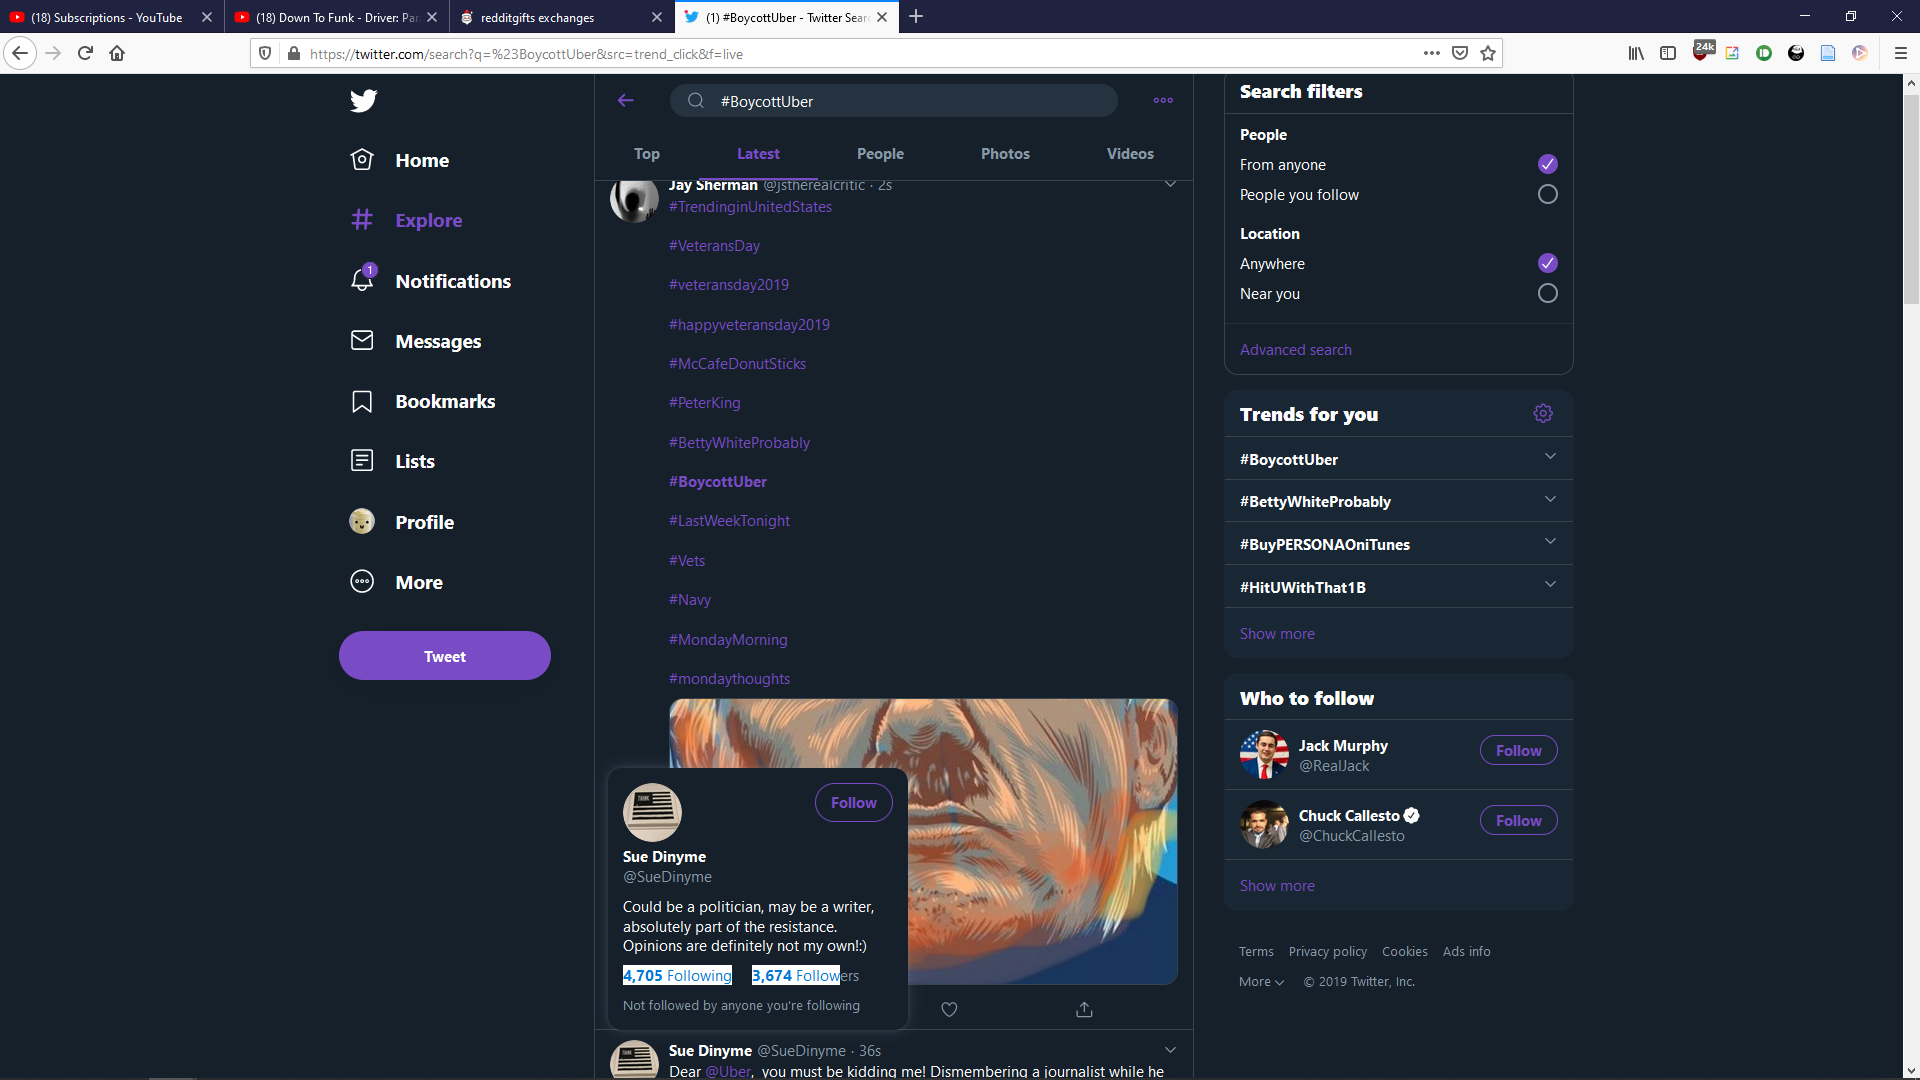 (18) Subscriptions - YouTube
(18) Down To Funk - Driver: Par
redditgifts exchanges
(1) #BoycottUber - Twitter Sear
https://twitter.com/search?q=%23BoycottUber&src=trend_click&f=live
24k
Home
Explore
1
Notifications
Messages
Bookmarks
Lists
Profile
More
Tweet
#BoycottUber
Top
Latest
People
Photos
Videos
Jay Sherman @jstherealcritic · 2s
#TrendinginUnitedStates
#VeteransDay
#veteransday2019
#happyveteransday2019
#McCafeDonutSticks
#PeterKing
#BettyWhiteProbably
#BoycottUber
#LastWeekTonight
#Vets
#Navy
#MondayMorning
#mondaythoughts
THINK
Follow
Sue Dinyme
@SueDinyme
Could be a politician, may be a writer,
absolutely part of the resistance.
Opinions are definitely not my own!:)
4,705 Following 3,674 Followers
Not followed by anyone you're following
Sue Dinyme @SueDinyme · 36s
Dear @Uber, you must be kidding me! Dismembering a journalist while he
Search filters
People
From anyone
People you follow
Location
Anywhere
Near you
Advanced search
Trends for you
#BoycottUber
#BettyWhiteProbably
#BuyPERSONAOniTunes
#HitUWithThat1B
Show more
Who to follow
Jack Murphy
@RealJack
Follow
Chuck Callesto
@ChuckCallesto
Follow
Show more
Terms Privacy policy Cookies Ads info
More © 2019 Twitter, Inc.